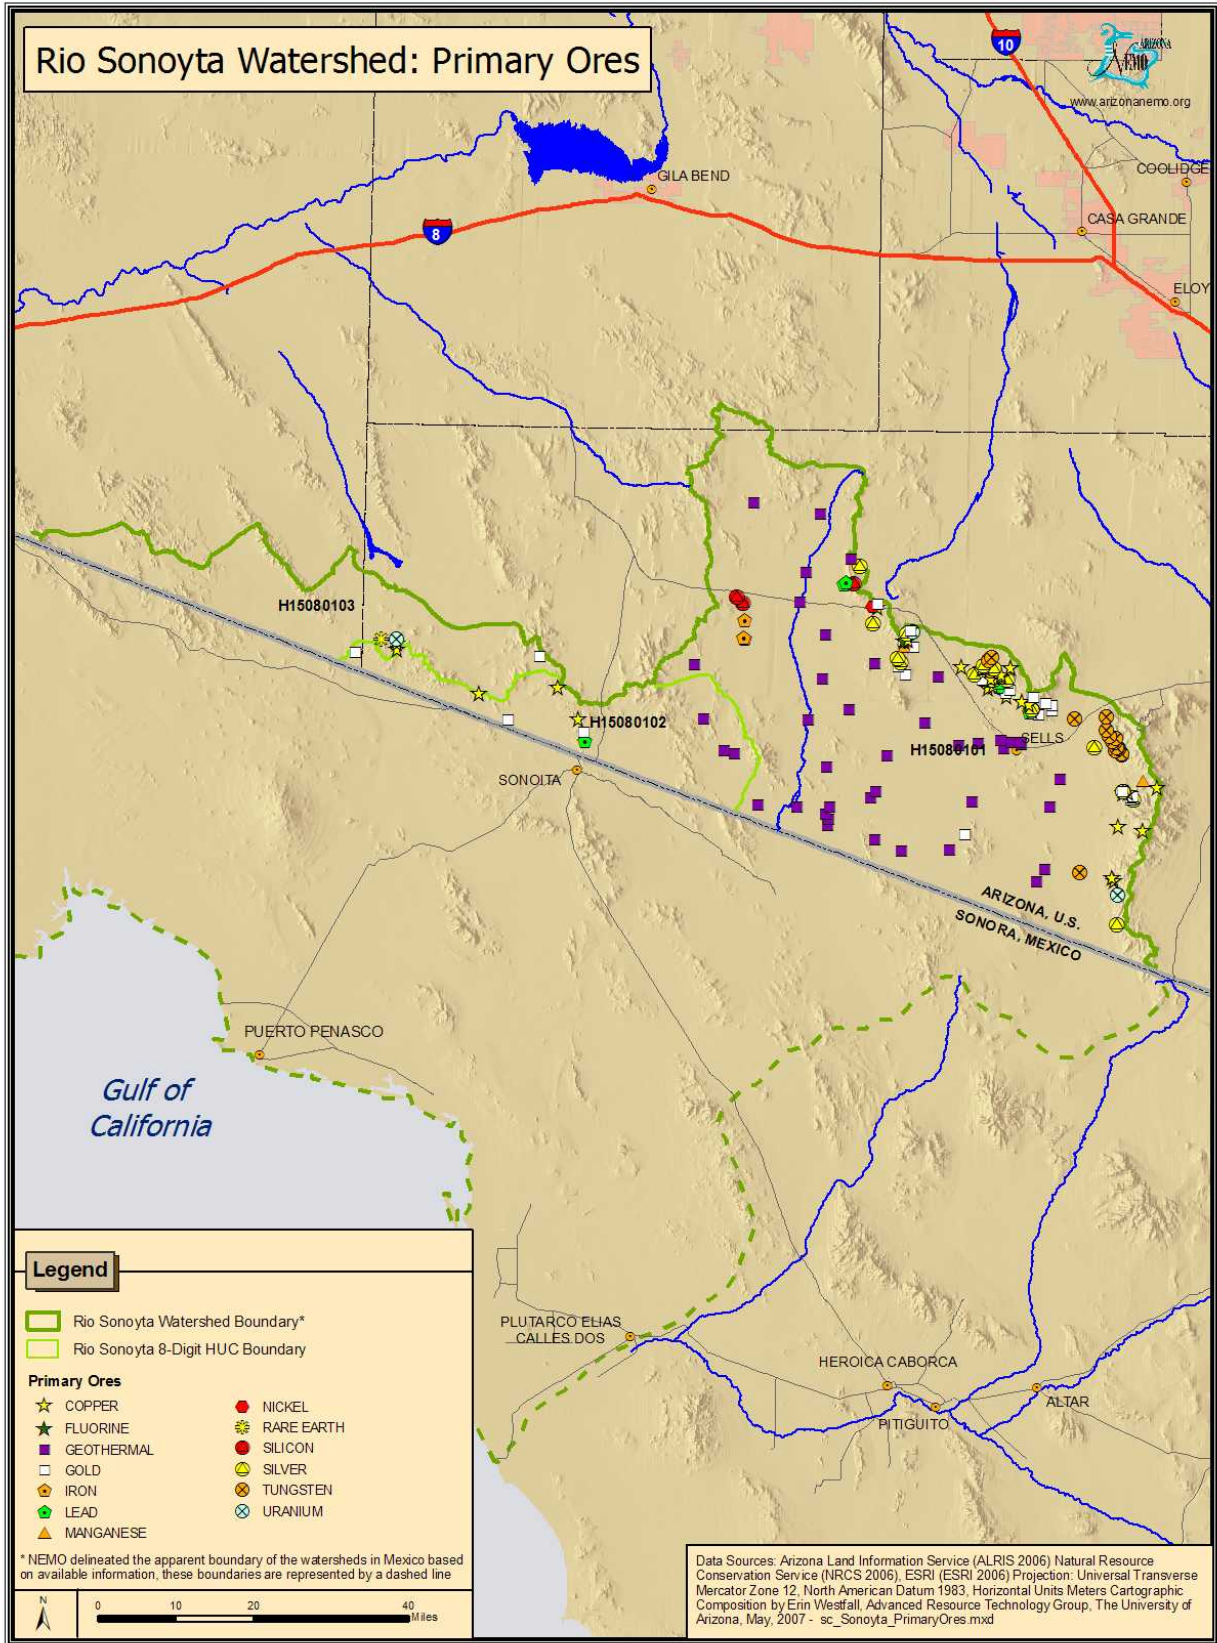 Rio Sonoyta Watershed: Primary Ores
10
ARIZONA
NEMO
www.arizonanemo.org
GILA BEND
COOLIDGE
8
CASA GRANDE
ELOY
H15080103
H15080102
H15080101
SELLS
SONOITA
ARIZONA, U.S.
SONORA, MEXICO
PUERTO PENASCO
Gulf of
California
PLUTARCO ELIAS
CALLES DOS
HEROICA CABORCA
ALTAR
PITIGUITO
Legend
Rio Sonoyta Watershed Boundary*
Rio Sonoyta 8-Digit HUC Boundary
Primary Ores
COPPER
FLUORINE
GEOTHERMAL
GOLD
IRON
LEAD
MANGANESE
NICKEL
RARE EARTH
SILICON
SILVER
TUNGSTEN
URANIUM
* NEMO delineated the apparent boundary of the watersheds in Mexico based
on available information, these boundaries are represented by a dashed line
N
0 10 20 40
Miles
Data Sources: Arizona Land Information Service (ALRIS 2006) Natural Resource
Conservation Service (NRCS 2006), ESRI (ESRI 2006) Projection: Universal Transverse
Mercator Zone 12, North American Datum 1983, Horizontal Units Meters Cartographic
Composition by Erin Westfall, Advanced Resource Technology Group, The University of
Arizona, May, 2007 - sc_Sonoyta_PrimaryOres.mxd